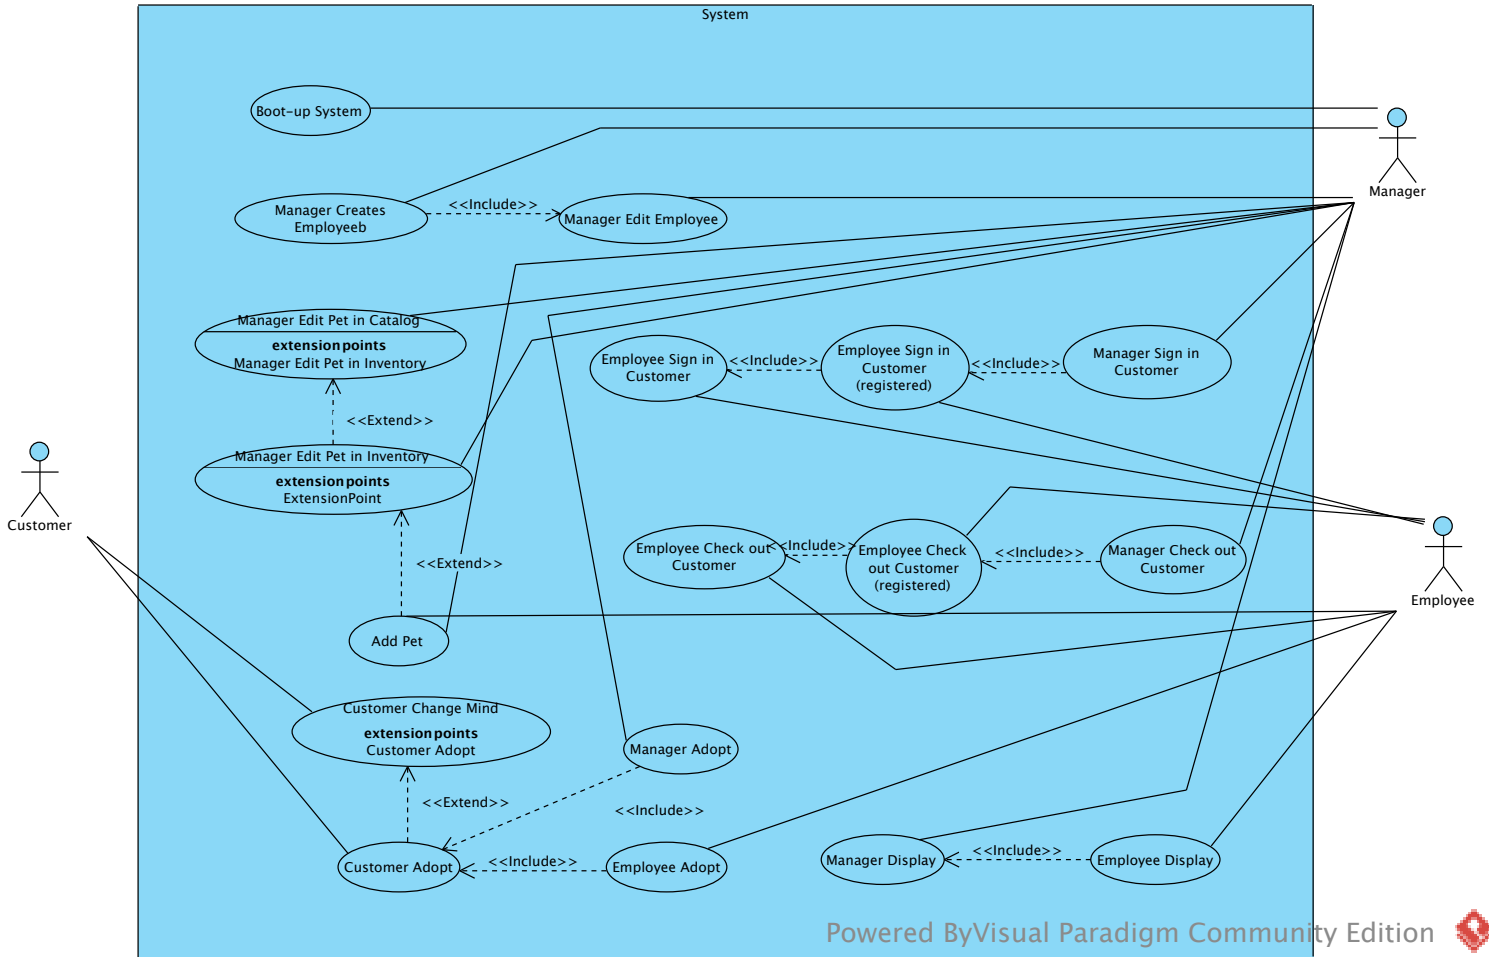 System
Boot-up System
Manager
Manager Creates
Employeeb
<<Include>>
Manager Edit Employee
Manager Edit Pet in Catalog
extension points
Manager Edit Pet in Inventory
<<Extend>>
Manager Edit Pet in Inventory
extension points
ExtensionPoint
Employee Sign in
Customer
<<Include>>
Employee Sign in
Customer
(registered)
<<Include>>
Manager Sign in
Customer
Customer
Employee
Employee Check out
Customer
<<Include>>
Employee Check
out Customer
(registered)
<<Include>>
Manager Check out
Customer
<<Extend>>
Add Pet
Customer Change Mind
extension points
Customer Adopt
Manager Adopt
<<Extend>>
<<Include>>
Customer Adopt
<<Include>>
Employee Adopt
Manager Display
<<Include>>
Employee Display
Powered ByVisual Paradigm Community Edition